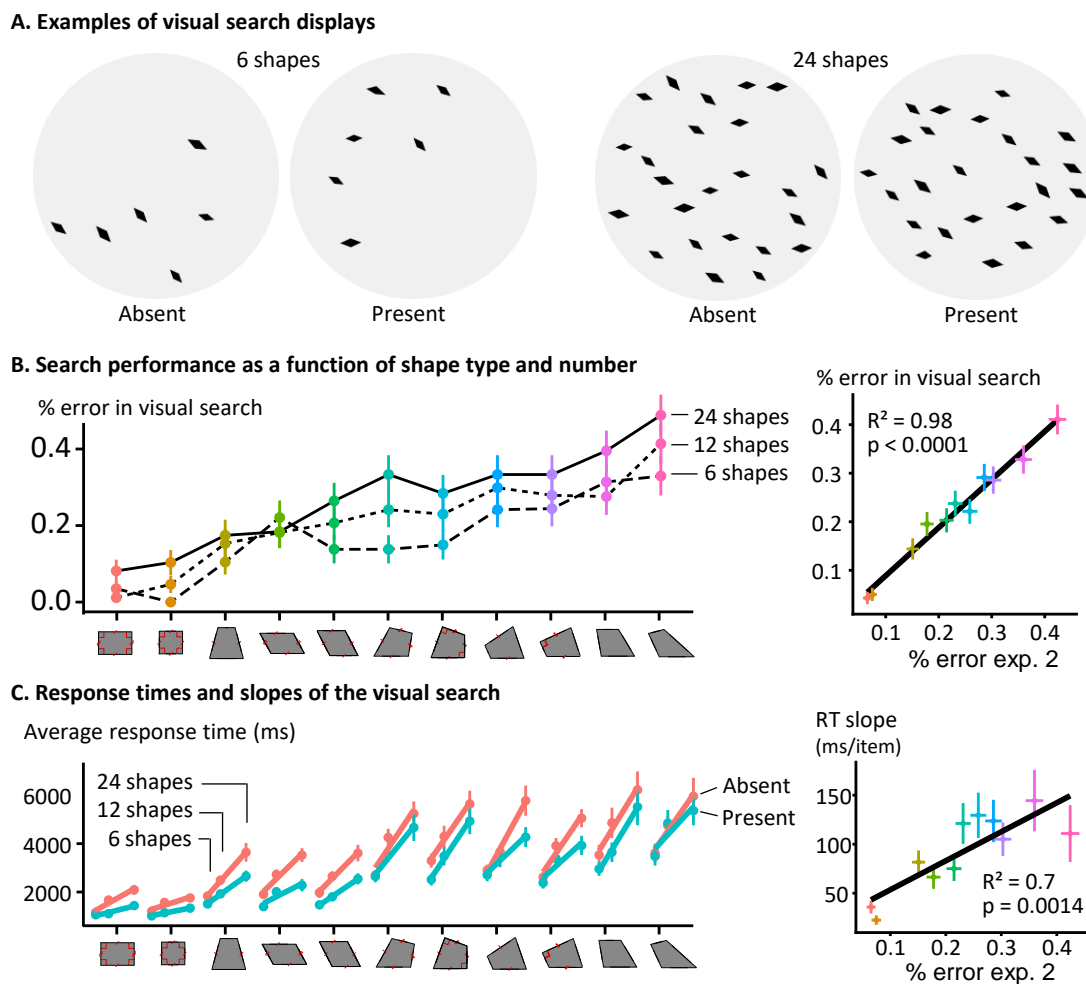 A. Examples of visual search displays
6 shapes
24 shapes
Absent
Present
Absent
Present
B. Search performance as a function of shape type and number
% error in visual search
0.4
0.2
0.0
24 shapes
12 shapes
6 shapes
% error in visual search
R² = 0.98
p < 0.0001
0.4
0.3
0.2
0.1
0.1 0.2 0.3 0.4
% error exp. 2
C. Response times and slopes of the visual search
Average response time (ms)
6000
4000
2000
24 shapes
12 shapes
6 shapes
Absent
Present
RT slope
(ms/item)
150
100
50
R² = 0.7
p = 0.0014
0.1 0.2 0.3 0.4
% error exp. 2